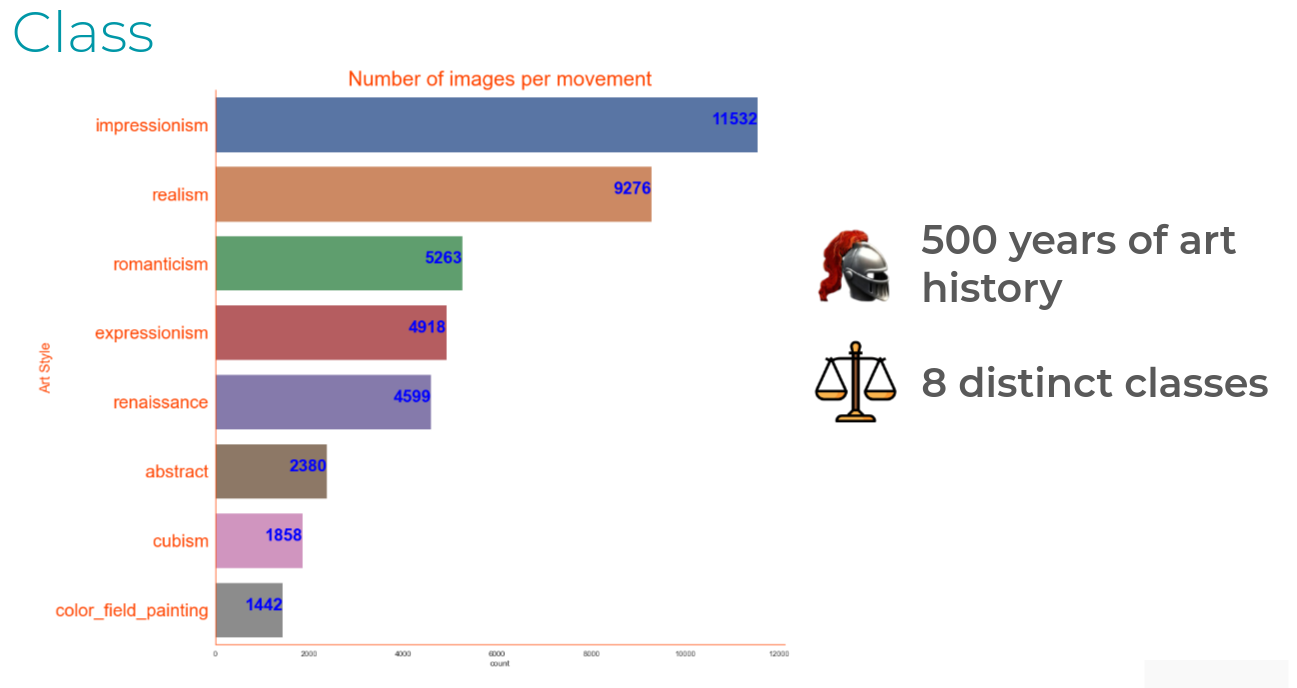 Class
Number of images per movement
impressionism
11532
realism
9276
romanticism
5263
expressionism
4918
renaissance
4599
abstract
2380
cubism
1858
color_field_painting
1442
Art Style
0 2000 4000 6000 8000 10000 12000
count
500 years of art
history
8 distinct classes